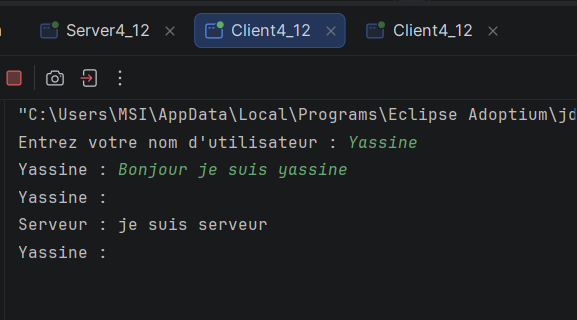 Server4_12
Client4_12
Client4_12
"C:\Users\MSI\AppData\Local\Programs\Eclipse Adoptium\jd
Entrez votre nom d'utilisateur : Yassine
Yassine : Bonjour je suis yassine
Yassine :
Serveur : je suis serveur
Yassine :